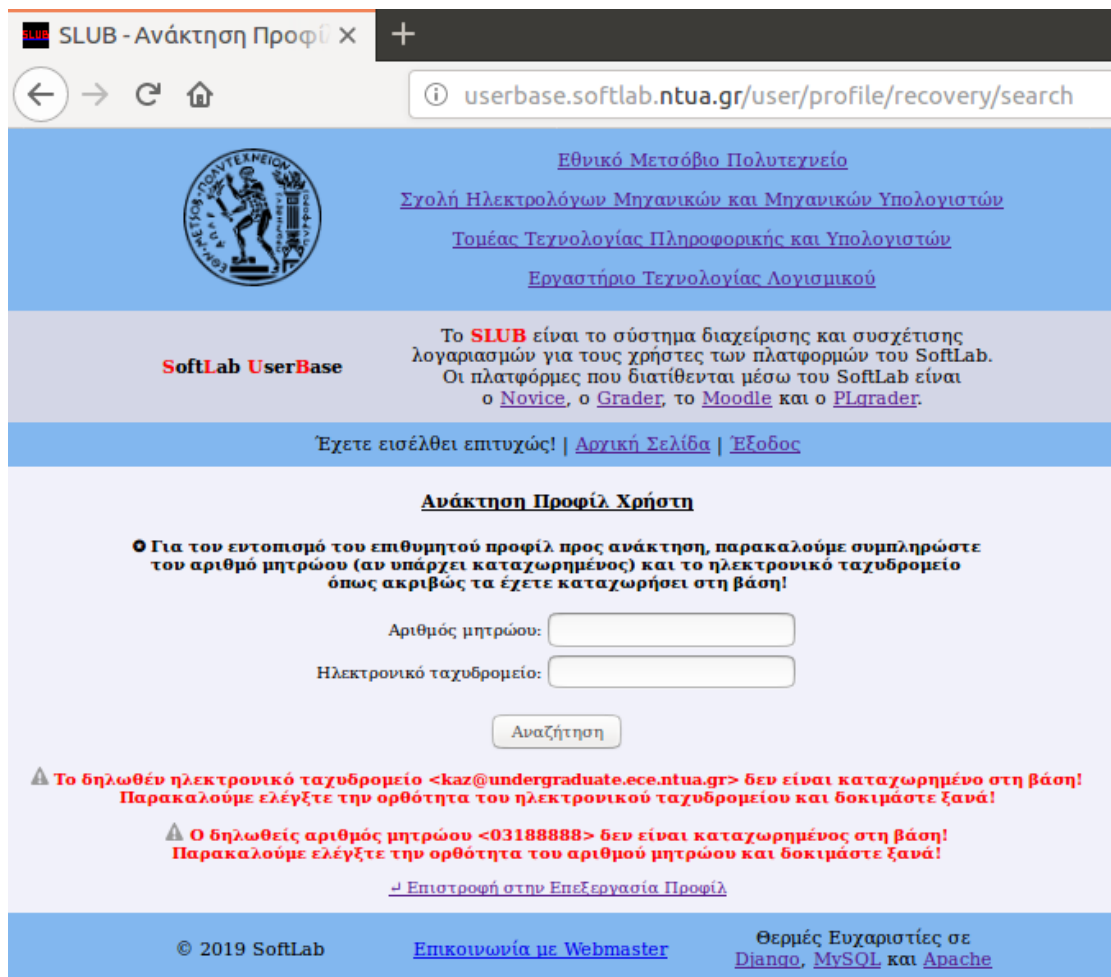 SLUB
SLUB - Ανάκτηση Προφί
userbase.softlab.ntua.gr/user/profile/recovery/search
Εθνικό Μετσόβιο Πολυτεχνείο
Σχολή Ηλεκτρολόγων Μηχανικών και Μηχανικών Υπολογιστών
Τομέας Τεχνολογίας Πληροφορικής και Υπολογιστών
Εργαστήριο Τεχνολογίας Λογισμικού
SoftLab UserBase
Το SLUB είναι το σύστημα διαχείρισης και συσχέτισης
λογαριασμών για τους χρήστες των πλατφορμών του SoftLab.
Οι πλατφόρμες που διατίθενται μέσω του SoftLab είναι
ο Novice, ο Grader, το Moodle και ο PLgrader.
Έχετε εισέλθει επιτυχώς! | Αρχική Σελίδα | Έξοδος
Ανάκτηση Προφίλ Χρήστη
Για τον εντοπισμό του επιθυμητού προφίλ προς ανάκτηση, παρακαλούμε συμπληρώστε
τον αριθμό μητρώου (αν υπάρχει καταχωρημένος) και το ηλεκτρονικό ταχυδρομείο
όπως ακριβώς τα έχετε καταχωρήσει στη βάση!
Αριθμός μητρώου:
Ηλεκτρονικό ταχυδρομείο:
Αναζήτηση
Το δηλωθέν ηλεκτρονικό ταχυδρομείο <kaz@undergraduate.ece.ntua.gr> δεν είναι καταχωρημένο στη βάση!
Παρακαλούμε ελέγξτε την ορθότητα του ηλεκτρονικού ταχυδρομείου και δοκιμάστε ξανά!
Ο δηλωθείς αριθμός μητρώου <03188888> δεν είναι καταχωρημένος στη βάση!
Παρακαλούμε ελέγξτε την ορθότητα του αριθμού μητρώου και δοκιμάστε ξανά!
↵ Επιστροφή στην Επεξεργασία Προφίλ
© 2019 SoftLab
Επικοινωνία με Webmaster
Θερμές Ευχαριστίες σε
Django, MySQL και Apache